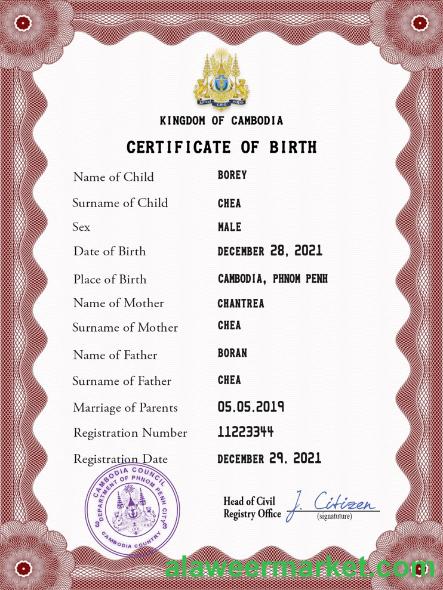 KINGDOM OF CAMBODIA
CERTIFICATE OF BIRTH
Name of Child BOREY
Surname of Child CHEA
Sex MALE
Date of Birth DECEMBER 28, 2021
Place of Birth CAMBODIA, PHNOM PENH
Name of Mother CHANTREA
Surname of Mother CHEA
Name of Father BORAN
Surname of Father CHEA
Marriage of Parents 05.05.2019
Registration Number 11223344
Registration Date DECEMBER 29, 2021
CAMBODIA COUNCIL
DEPARTMENT OF PHNOM PENH CITY
CAMBODIA COUNTRY
Head of Civil
Registry Office J. Citizen
(signature)
alaweermarket.com